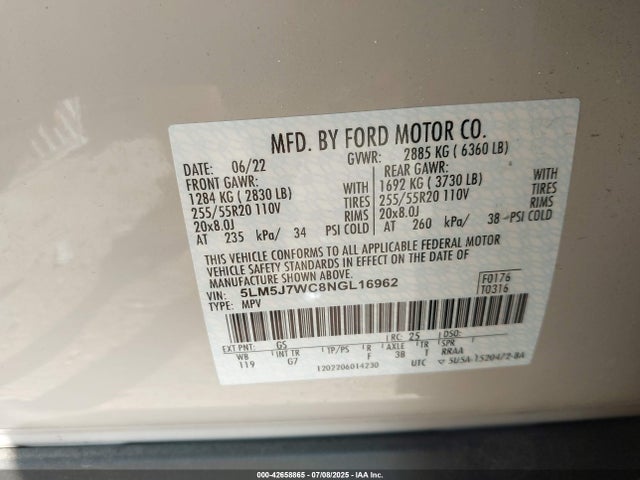 MFD. BY FORD MOTOR CO.
DATE: 06/22 GVWR: 2885 KG ( 6360 LB)
FRONT GAWR: REAR GAWR:
1284 KG ( 2830 LB) WITH 1692 KG ( 3730 LB) WITH
255/55R20 110V TIRES 255/55R20 110V TIRES
20x8.0J RIMS 20x8.0J RIMS
AT 235 kPa/ 34 PSI COLD AT 260 kPa/ 38 PSI COLD
THIS VEHICLE CONFORMS TO ALL APPLICABLE FEDERAL MOTOR
VEHICLE SAFETY STANDARDS IN EFFECT ON THE DATE OF
MANUFACTURE SHOWN ABOVE.
VIN: 5LM5J7WC8NGL16962 F0176
TYPE: MPV T0316
EXT PNT: GS RC: 25 DSO:
WB INT TR TP/PS R AXLE TR SPR
119 G7 F 38 T RRAA
1202206014230 UTC
000-42658865 - 07/08/2025 - IAA Inc.